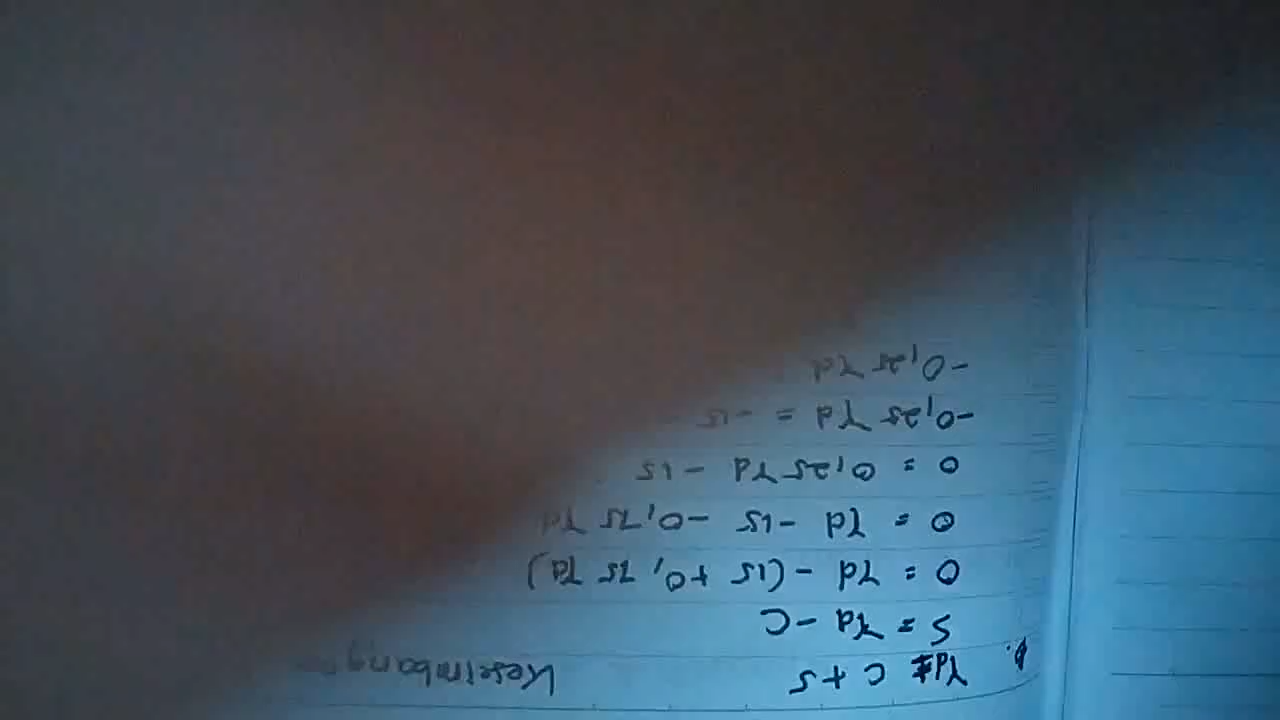 b. Yd = C + S Keseimbang
S = Yd - C
0 = Yd - (15 + 0,75 Yd)
0 = Yd - 15 - 0,75 Yd
0 = 0,25 Yd - 15
-0,25 Yd = -15
-0,25 Yd